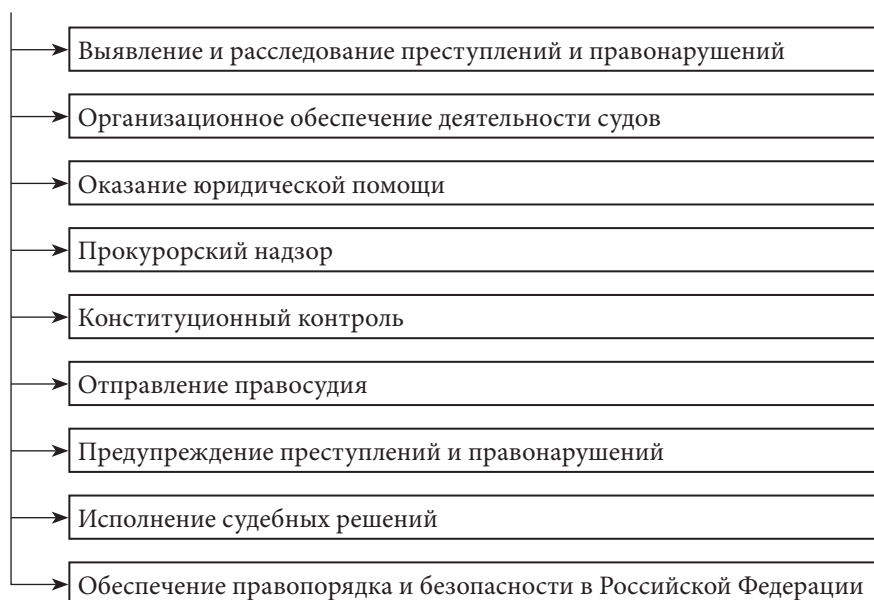 Выявление и расследование преступлений и правонарушений
Организационное обеспечение деятельности судов
Оказание юридической помощи
Прокурорский надзор
Конституционный контроль
Отправление правосудия
Предупреждение преступлений и правонарушений
Исполнение судебных решений
Обеспечение правопорядка и безопасности в Российской Федерации